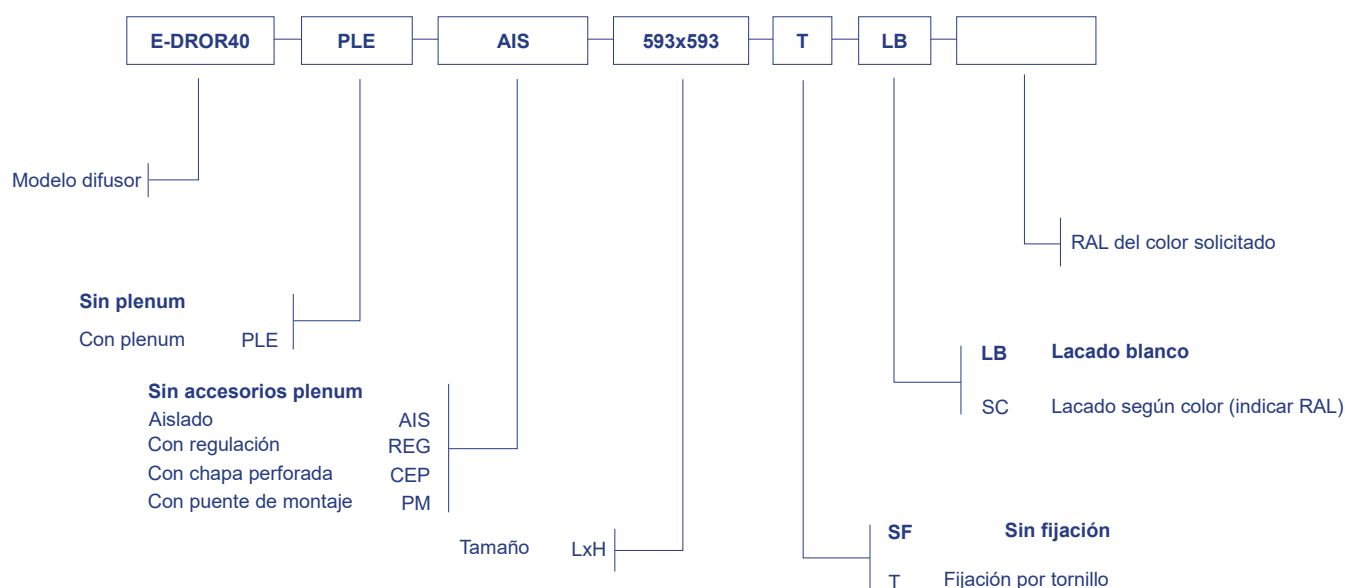 E-DROR40 PLE AIS 593x593 T LB
Modelo difusor
RAL del color solicitado
Sin plenum
Con plenum PLE
LB Lacado blanco
SC Lacado según color (indicar RAL)
Sin accesorios plenum
Aislado AIS
Con regulación REG
Con chapa perforada CEP
Con puente de montaje PM
Tamaño LxH
SF Sin fijación
T Fijación por tornillo